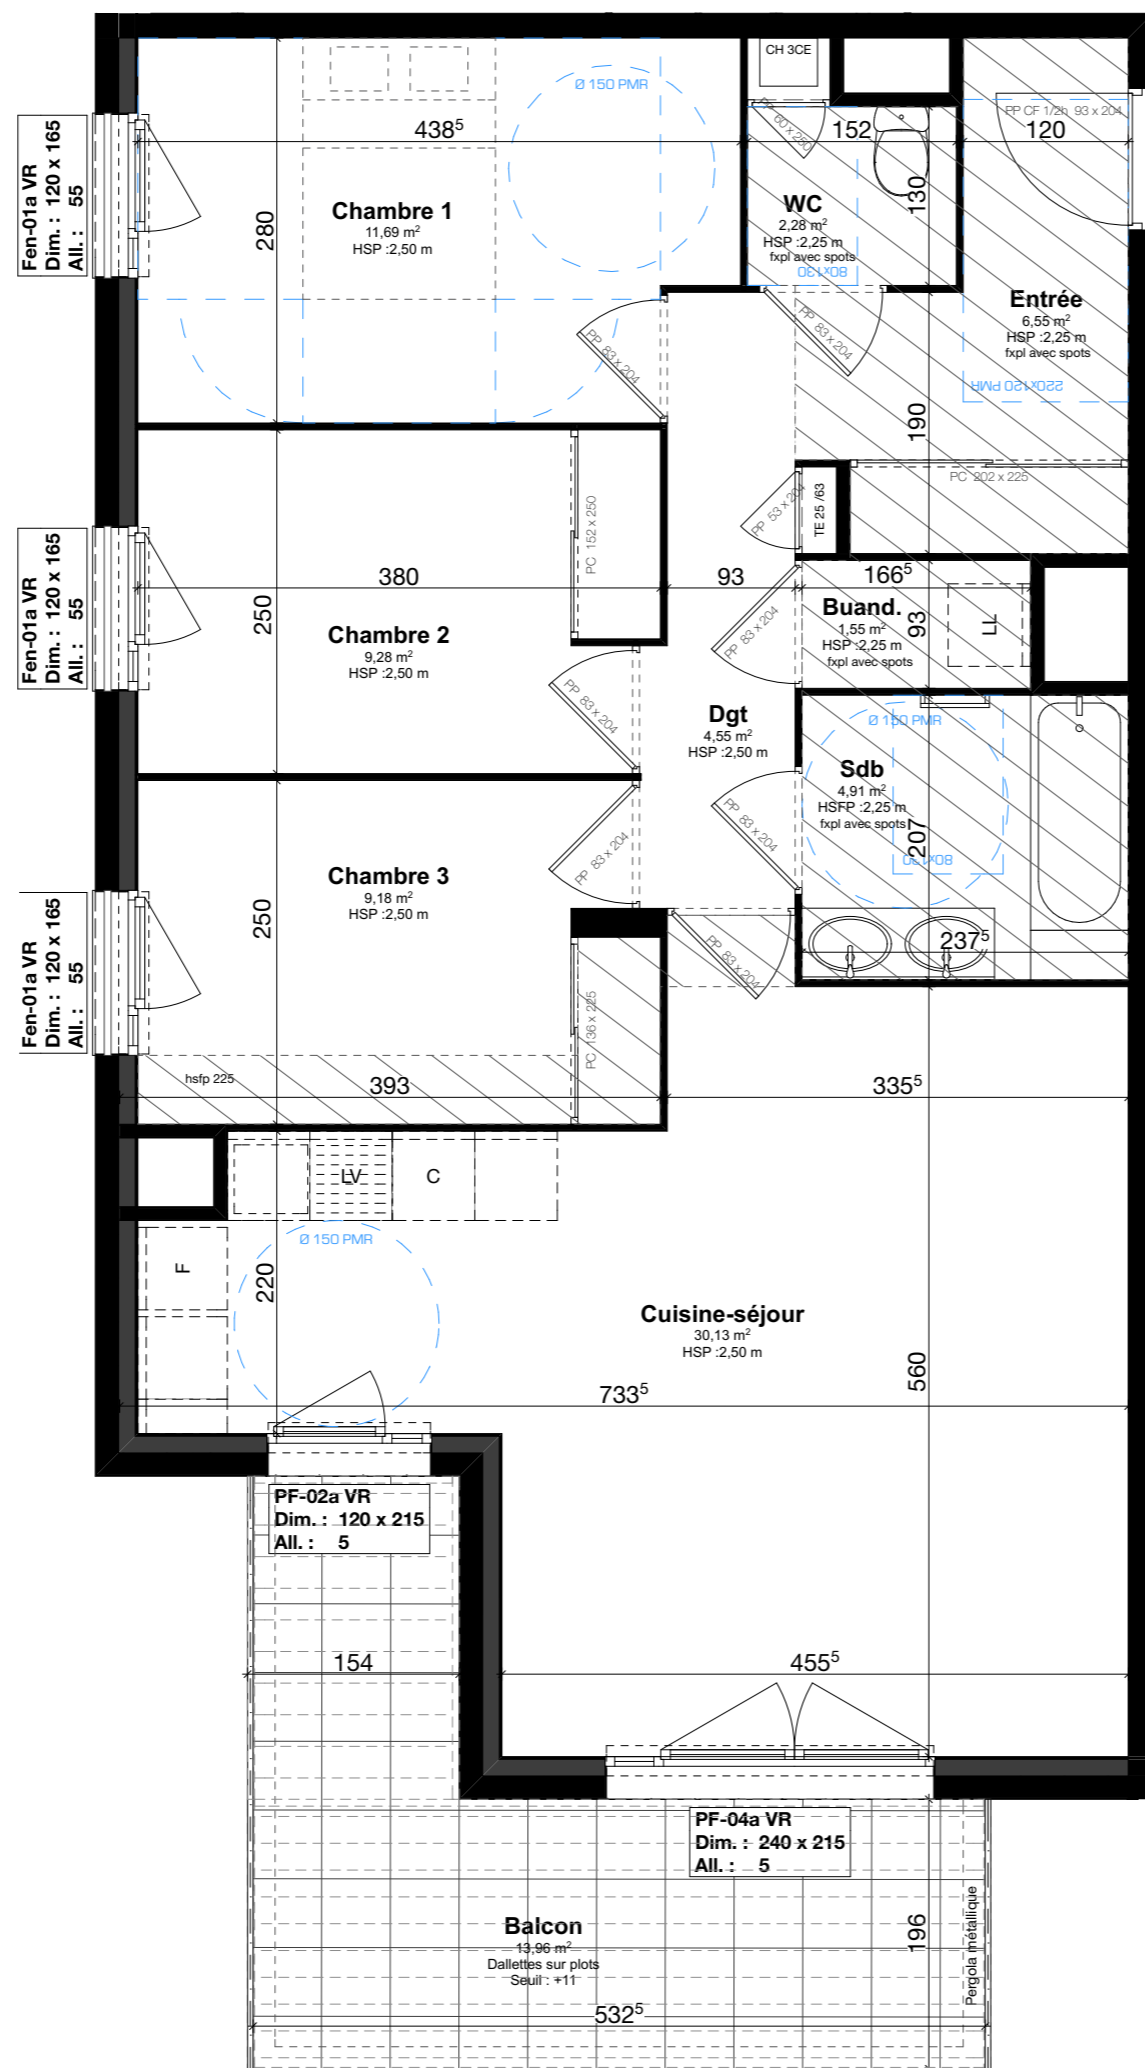 CH 3CE
Ø 150 PMR
PP 60 x 250
PP CF 1/2h 93 x 204
438⁵
152
120
Fen-01a VR
Dim. : 120 x 165
All. : 55
280
Chambre 1
11,69 m²
HSP :2,50 m
130
WC
2,28 m²
HSP :2,25 m
fxpl avec spots
80x130
Entrée
6,55 m²
HSP :2,25 m
fxpl avec spots
220x120 PMR
PP 83 x 204
PP 83 x 204
190
PC 202 x 225
TE 25 /63
PP 53 x 204
PC 152 x 250
Fen-01a VR
Dim. : 120 x 165
All. : 55
380
93
166⁵
250
Chambre 2
9,28 m²
HSP :2,50 m
PP 83 x 204
Buand.
1,55 m²
HSP :2,25 m
fxpl avec spots
93
LL
PP 83 x 204
Dgt
4,55 m²
HSP :2,50 m
Ø 150 PMR
Sdb
4,91 m²
HSFP :2,25 m
fxpl avec spots
207
80x130
PP 83 x 204
PP 83 x 204
Fen-01a VR
Dim. : 120 x 165
All. : 55
250
Chambre 3
9,18 m²
HSP :2,50 m
237⁵
PP 83 x 204
PC 136 x 225
hsfp 225
393
335⁵
LV
C
Ø 150 PMR
F
220
Cuisine-séjour
30,13 m²
HSP :2,50 m
560
733⁵
PF-02a VR
Dim. : 120 x 215
All. : 5
154
455⁵
PF-04a VR
Dim. : 240 x 215
All. : 5
Balcon
13,96 m²
Dallettes sur plots
Seuil : +11
196
Pergola métallique
532⁵